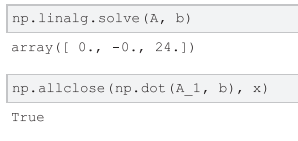 np.linalg.solve(A, b)
array([ 0., -0., 24.])
np.allclose(np.dot(A_1, b), x)
True